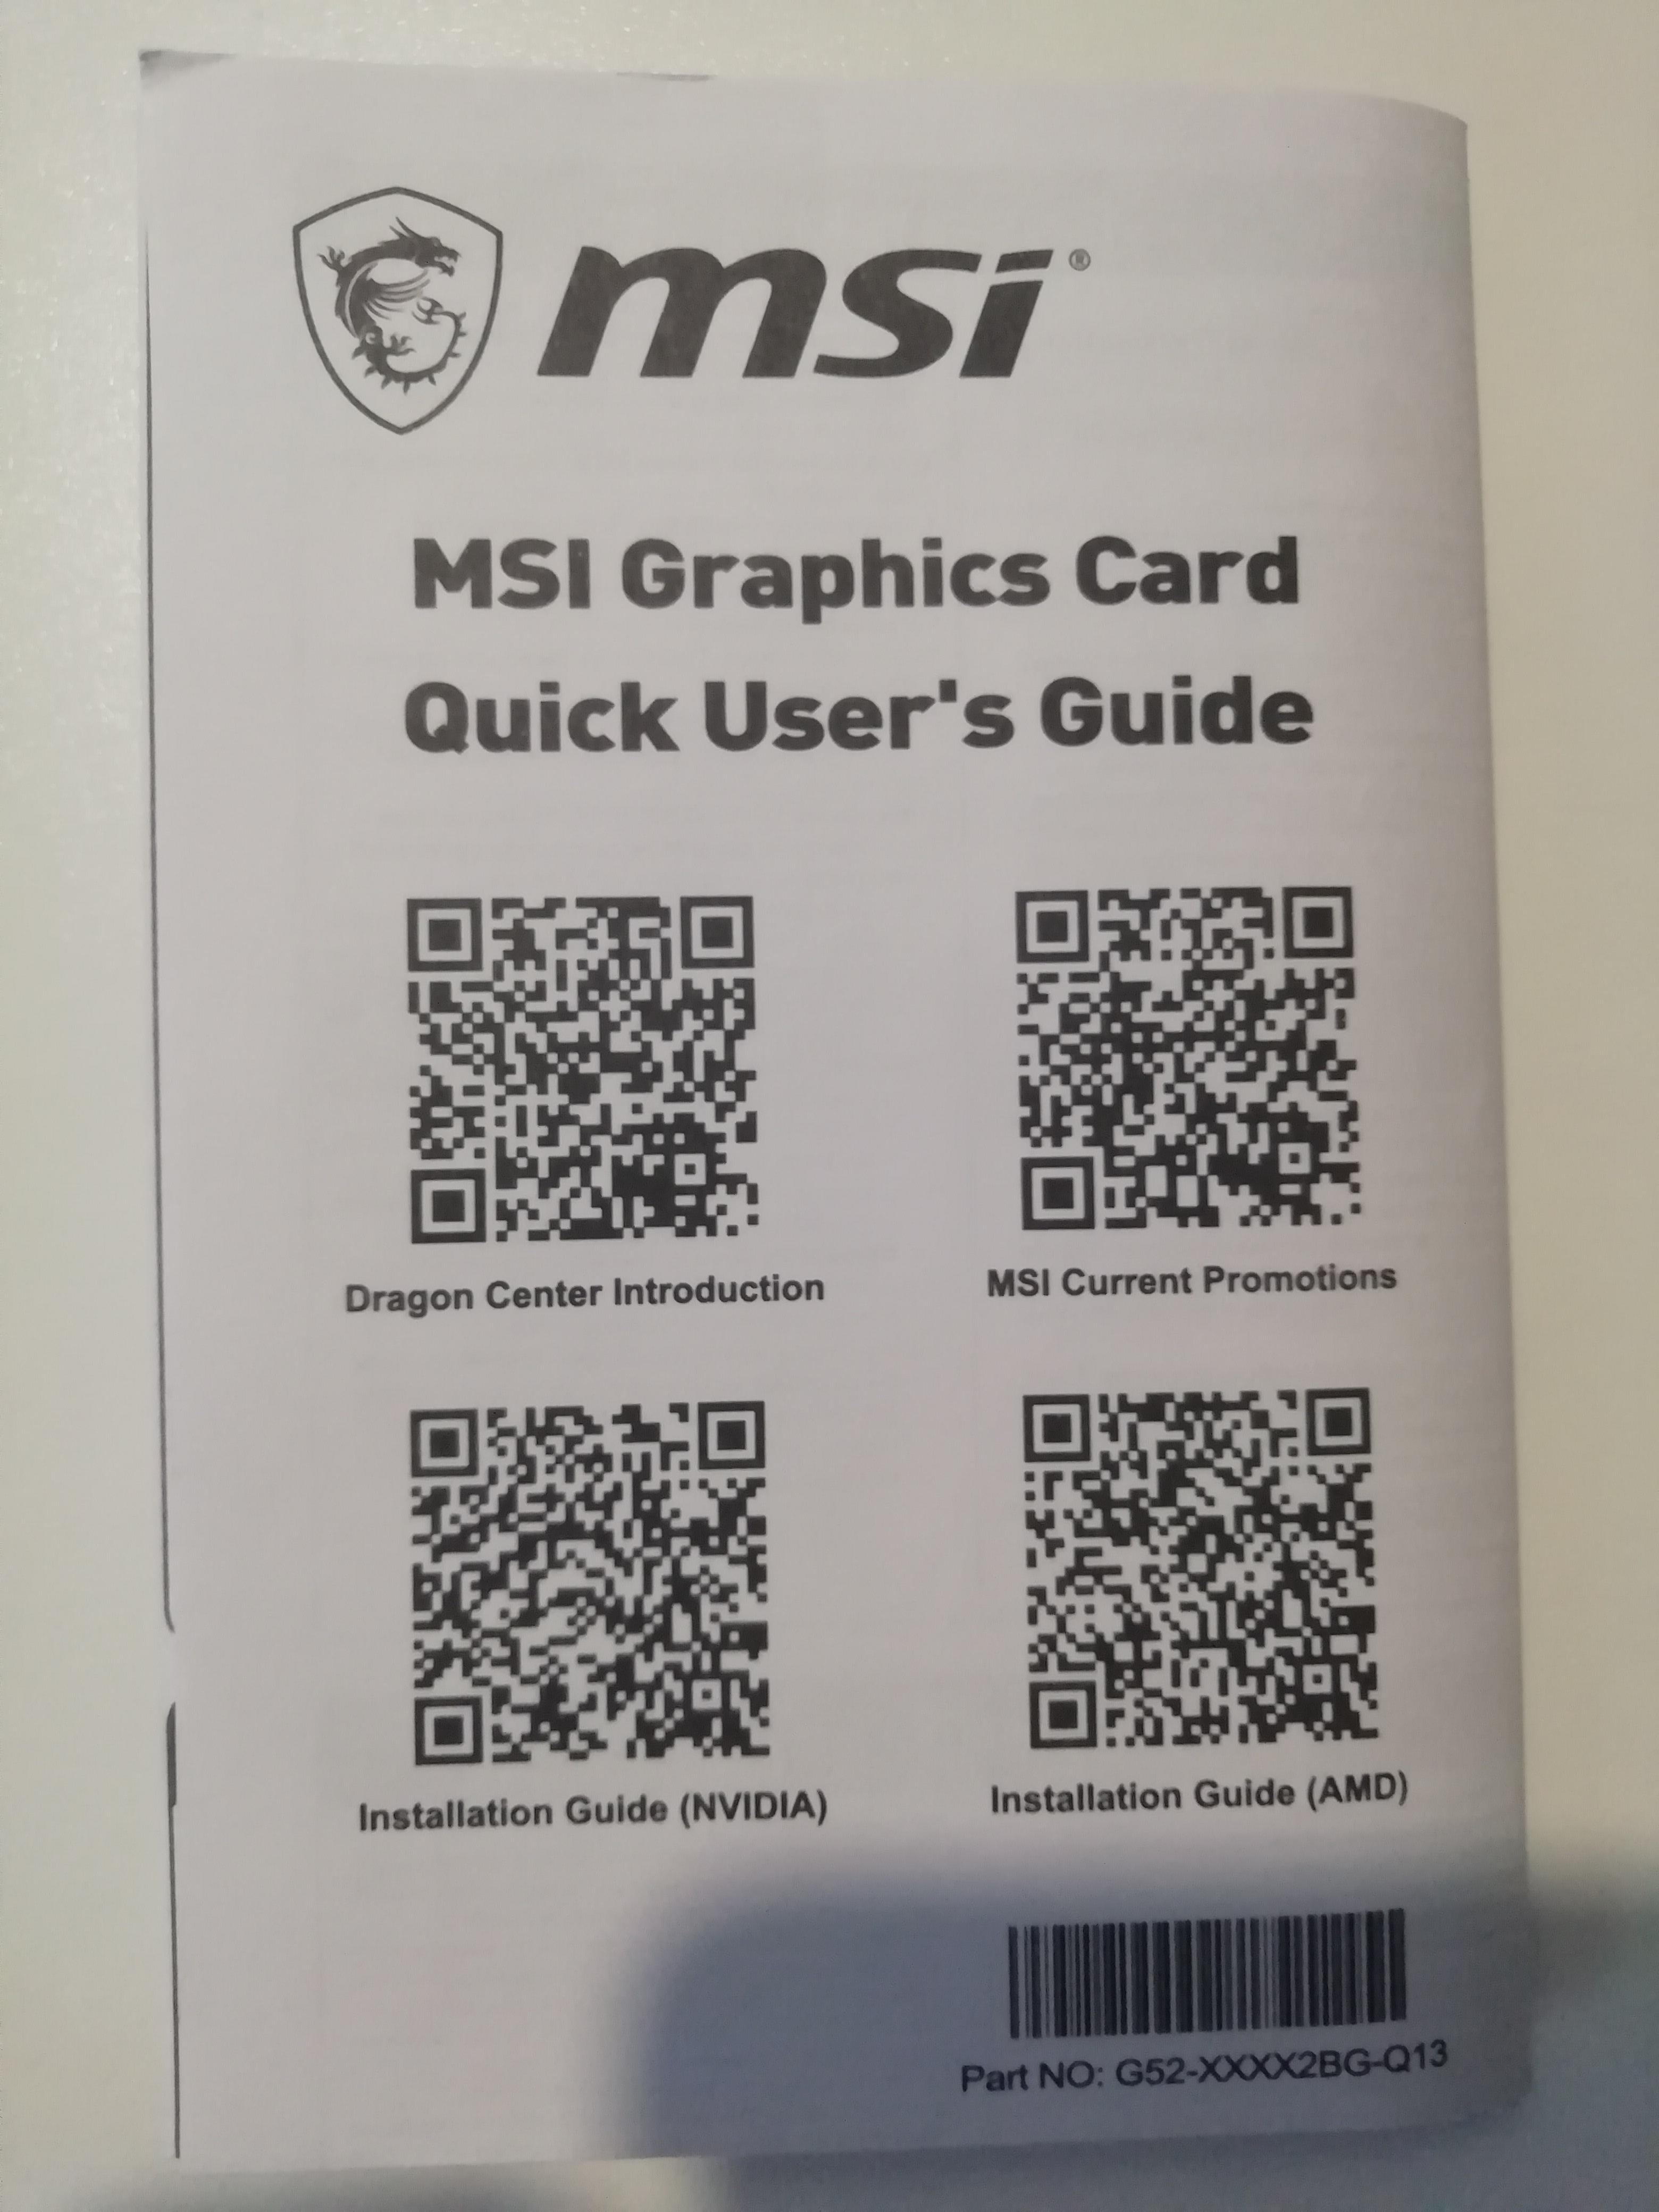 msi®
MSI Graphics Card
Quick User's Guide
Dragon Center Introduction
MSI Current Promotions
Installation Guide (NVIDIA)
Installation Guide (AMD)
Part NO: G52-XXXX2BG-Q13